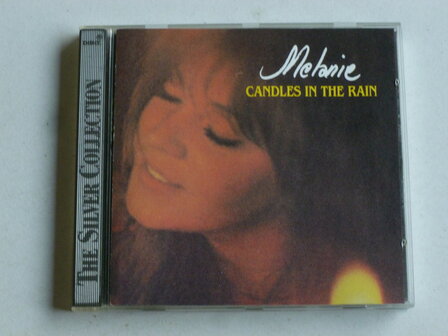 Melanie
CANDLES IN THE RAIN
THE SILVER COLLECTION